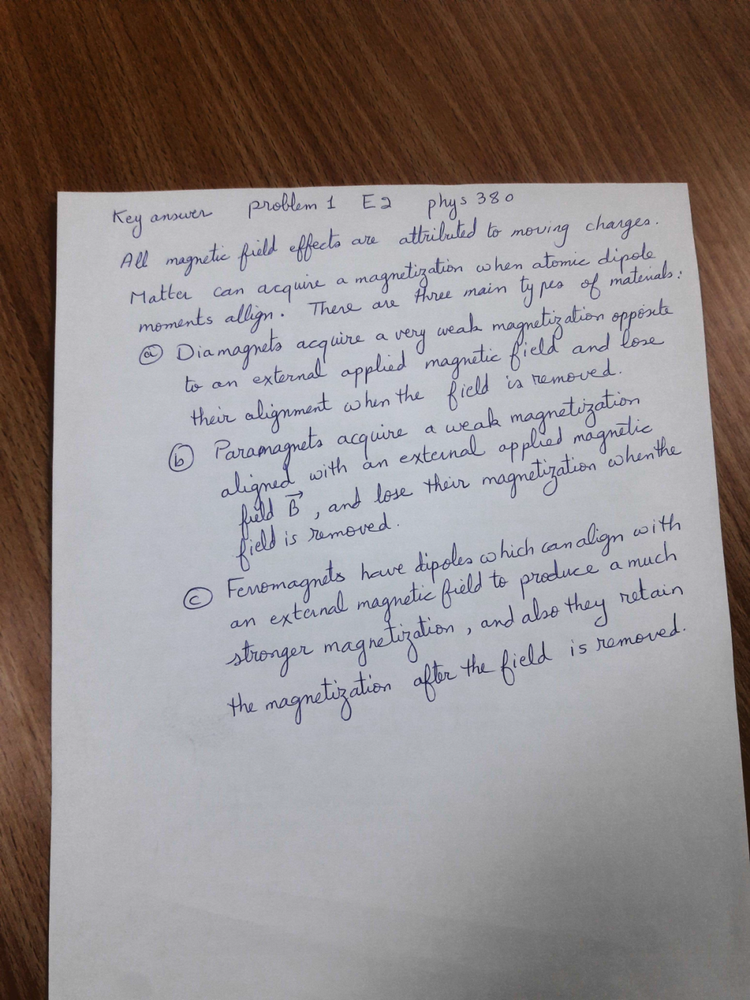 Key answer problem 1 E2 phys 380
All magnetic field effects are attributed to moving charges.
Matter can acquire a magnetization when atomic dipole
moments allign. There are three main types of materials:
(a) Diamagnets acquire a very weak magnetization opposite
to an external applied magnetic field and lose
their alignment when the field is removed.
(b) Paramagnets acquire a weak magnetization
aligned with an external applied magnetic
field B⃗, and lose their magnetization when the
field is removed.
(c) Ferromagnets have dipoles which can align with
an external magnetic field to produce a much
stronger magnetization, and also they retain
the magnetization after the field is removed.